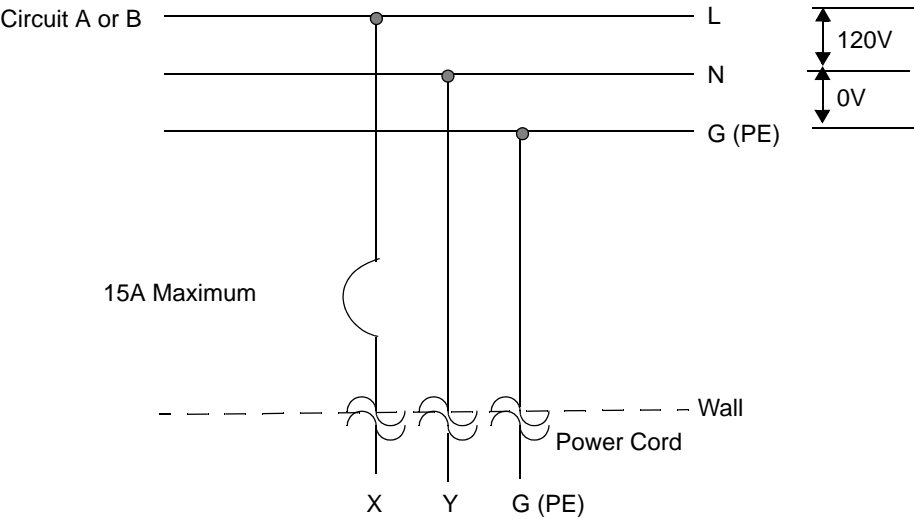 Circuit A or B
L
120V
N
0V
G (PE)
15A Maximum
Wall
Power Cord
X Y G (PE)